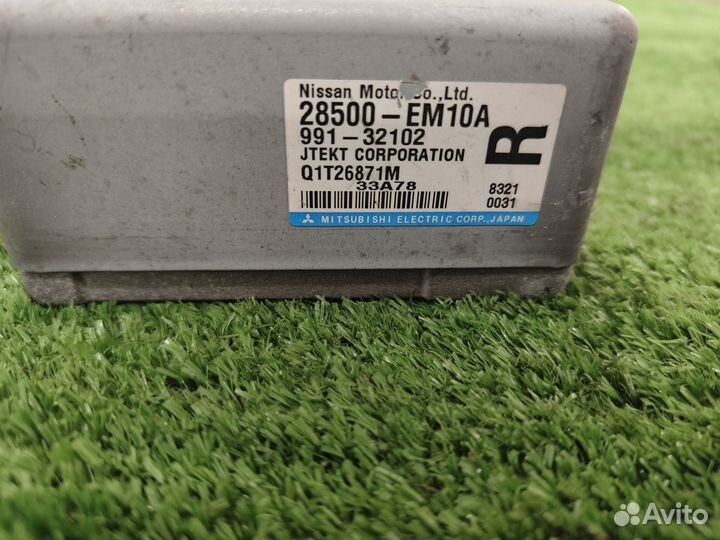 Nissan Motor Co.,Ltd.
28500-EM10A
991-32102
JTEKT CORPORATION
Q1T26871M
33A78
R
8321
0031
MITSUBISHI ELECTRIC CORP.,JAPAN
Avito